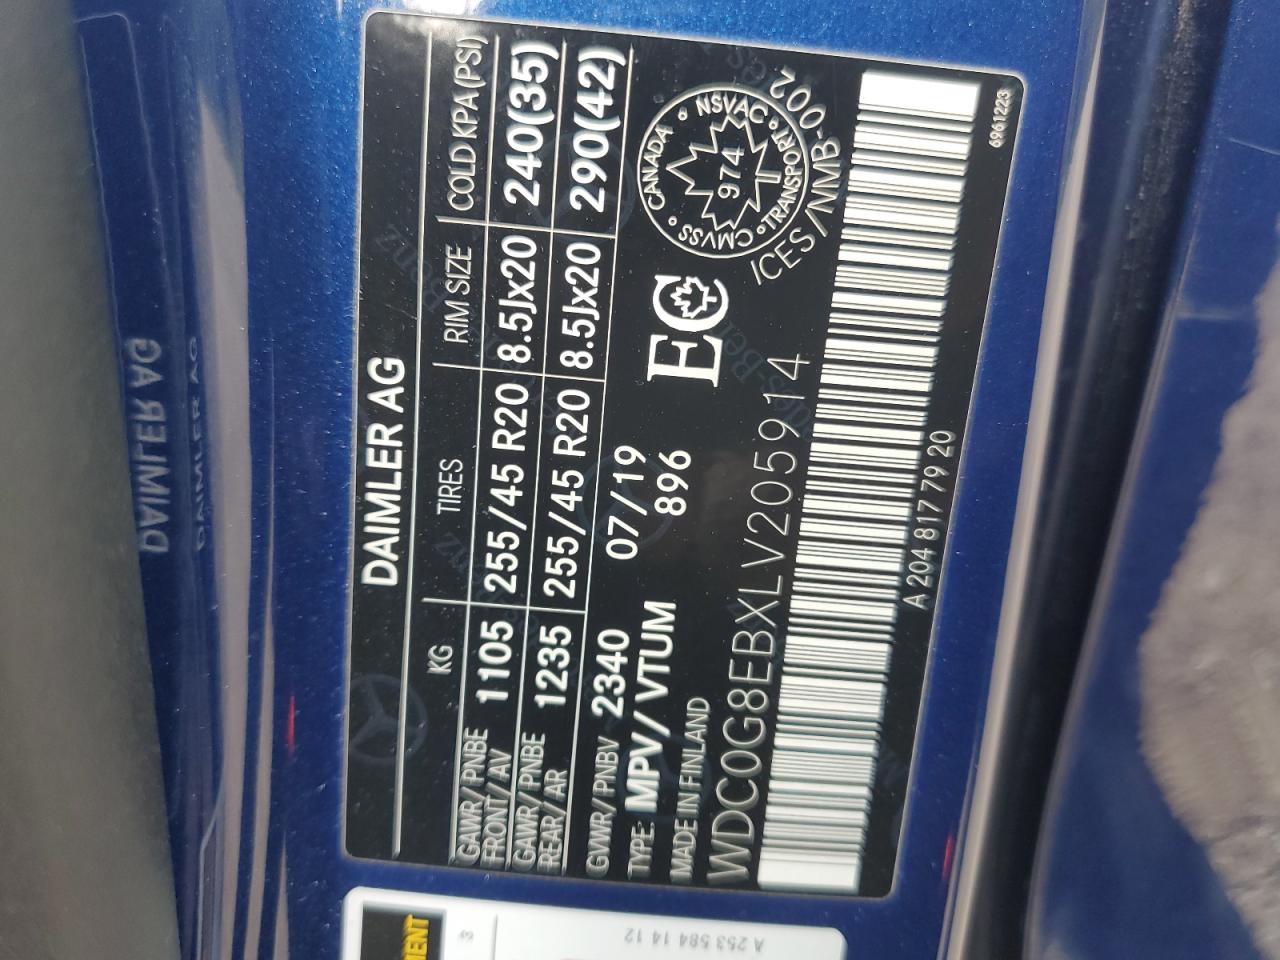 DAIMLER AG
KG TIRES RIM SIZE COLD KPA(PSI)
GAWR/PNBE FRONT/AV 1105 255/45 R20 8.5Jx20 240(35)
GAWR/PNBE REAR/AR 1235 255/45 R20 8.5Jx20 290(42)
GVWR/PNBV 2340 07/19
TYPE: MPV/VTUM 896
MADE IN FINLAND
EC
CANADA NSVAC TRANSPORT CMVSS
974
ICES/NMB-002
WDC0G8EBXLV205914
A 204 817 79 20
6961223
DAIMLER AG
DAIMLER AG
A 253 584 14 12